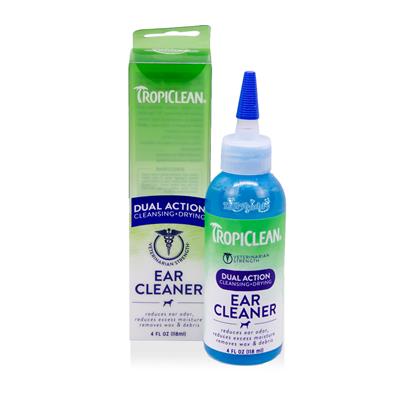 TROPICLEAN®
DUAL ACTION
CLEANSING+DRYING
VETERINARIAN STRENGTH
EAR
CLEANER
reduces ear odor,
reduces excess moisture
removes wax & debris
4 FL OZ (118ml)
TROPICLEAN®
VETERINARIAN
STRENGTH
DUAL ACTION
CLEANSING+DRYING
EAR
CLEANER
reduces ear odor,
reduces excess moisture
removes wax & debris
4 FL OZ (118 ml)